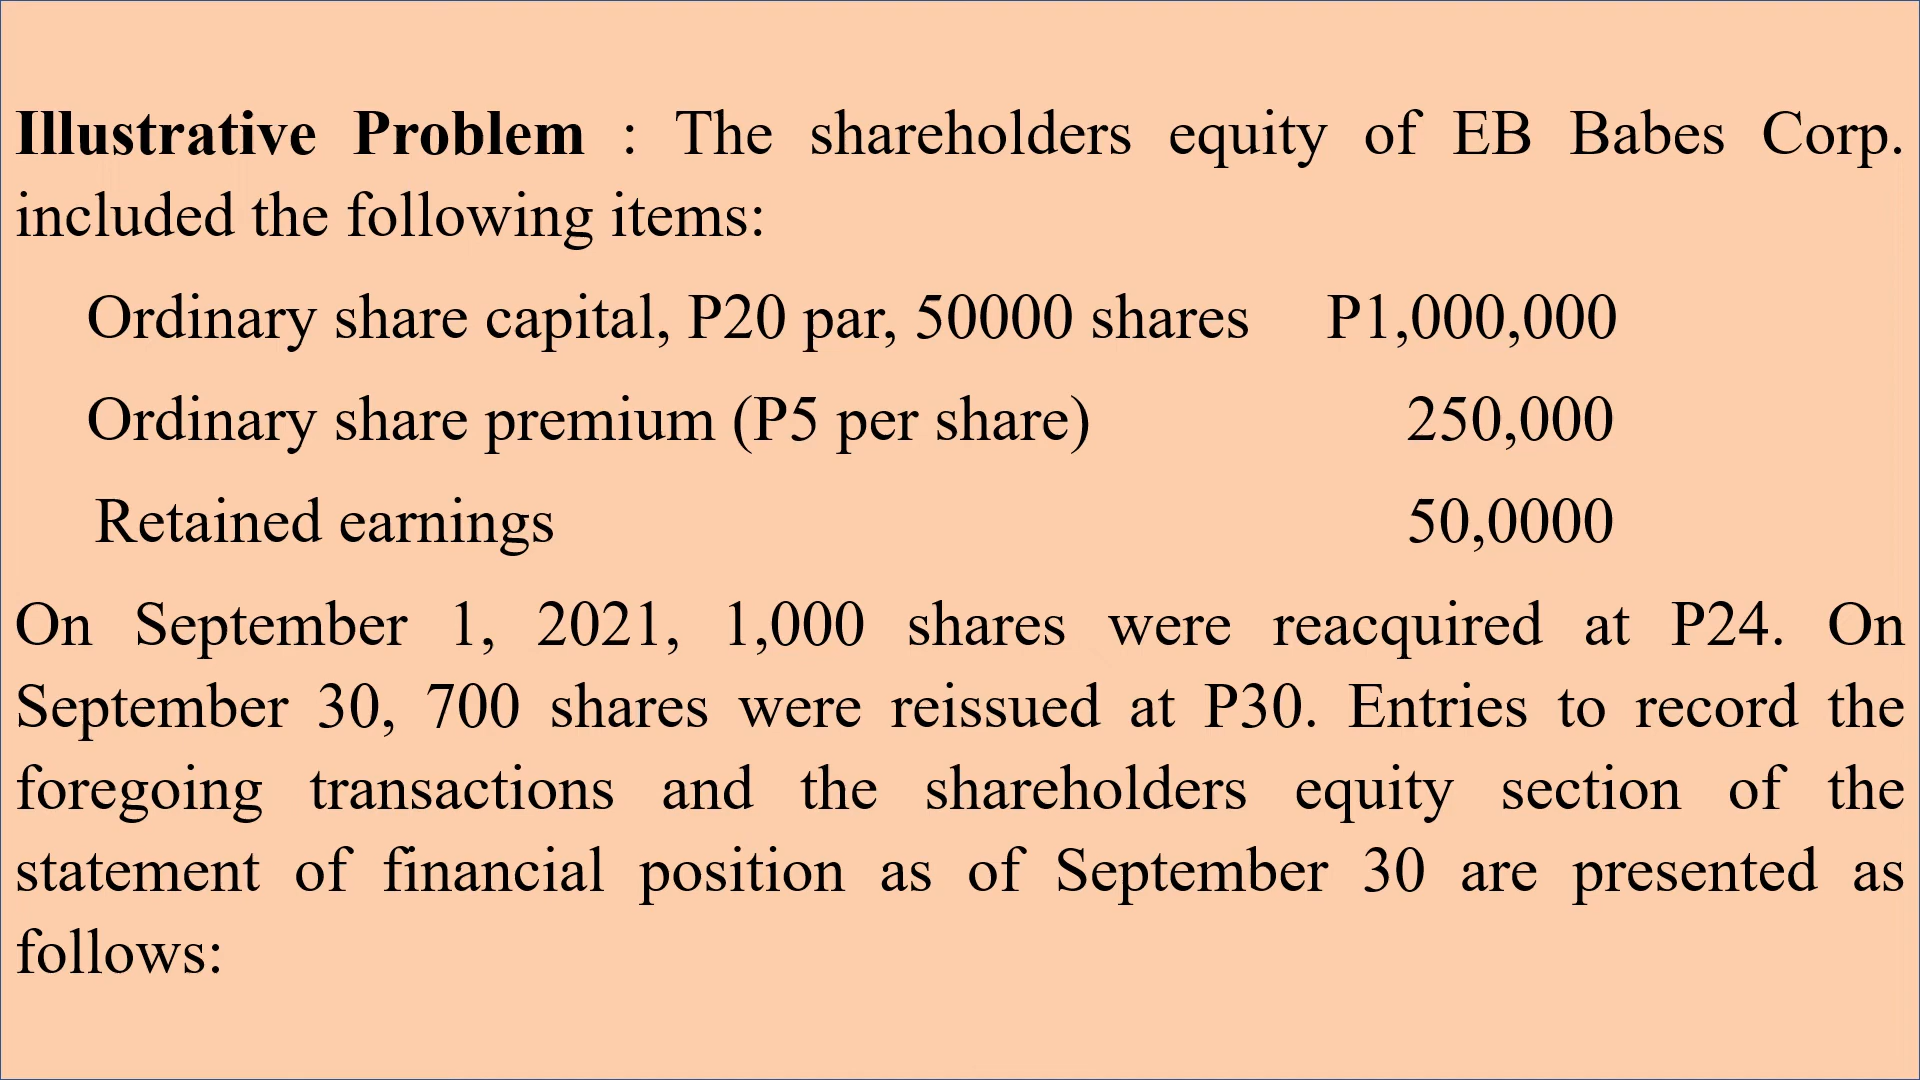 Illustrative Problem : The shareholders equity of EB Babes Corp.
included the following items:
Ordinary share capital, P20 par, 50000 shares P1,000,000
Ordinary share premium (P5 per share) 250,000
Retained earnings 50,0000
On September 1, 2021, 1,000 shares were reacquired at P24. On
September 30, 700 shares were reissued at P30. Entries to record the
foregoing transactions and the shareholders equity section of the
statement of financial position as of September 30 are presented as
follows: